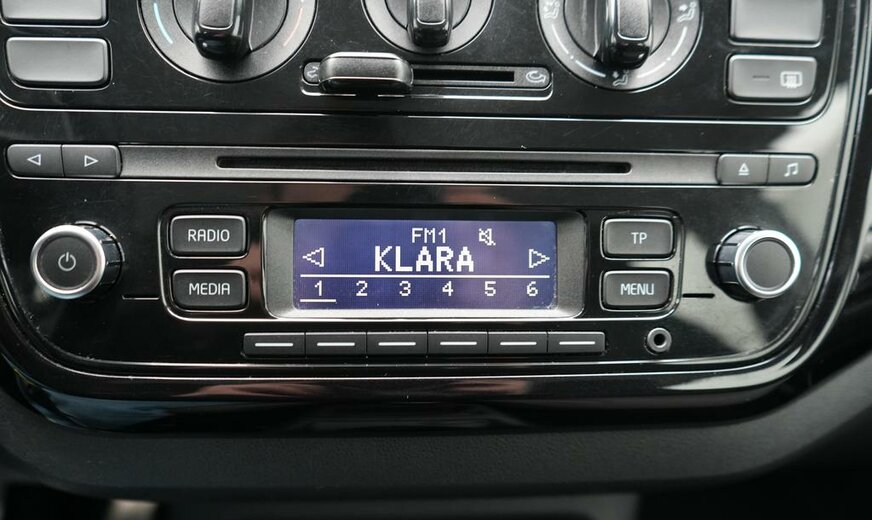 RADIO
MEDIA
FM1
KLARA
1 2 3 4 5 6
TP
MENU